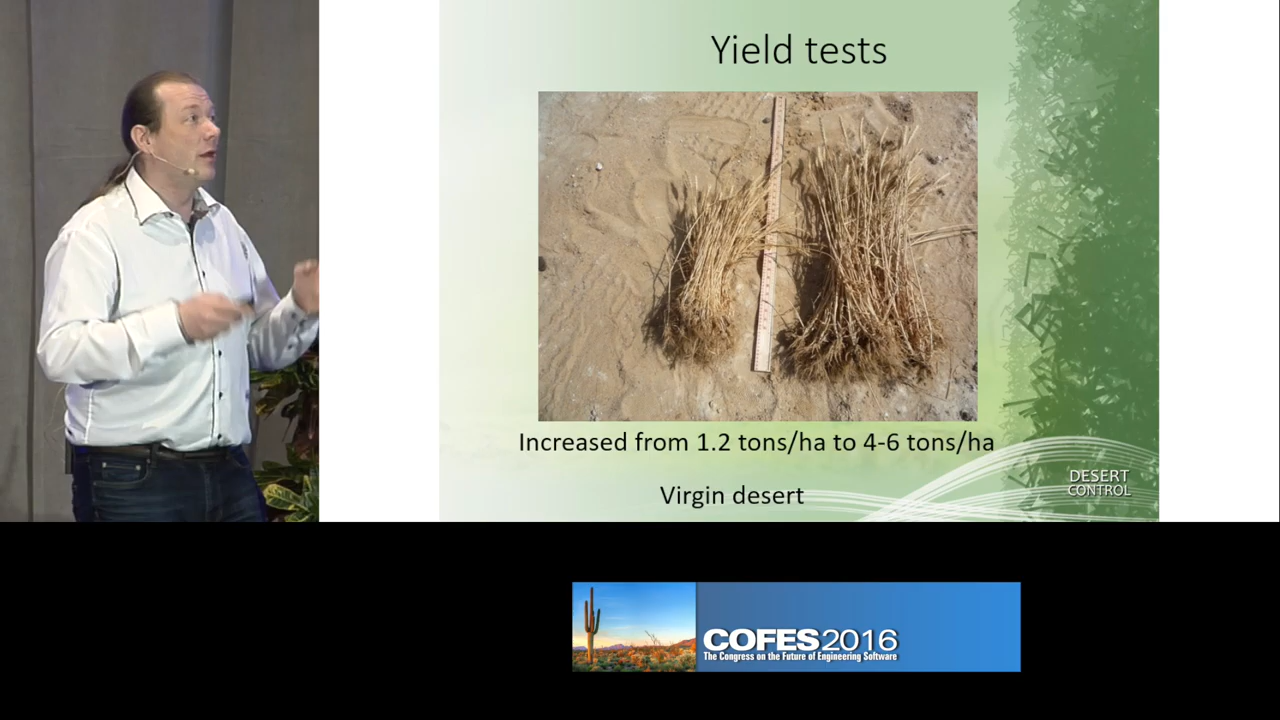 Yield tests
Increased from 1.2 tons/ha to 4-6 tons/ha
Virgin desert
DESERT
CONTROL
COFES2016
The Congress on the Future of Engineering Software